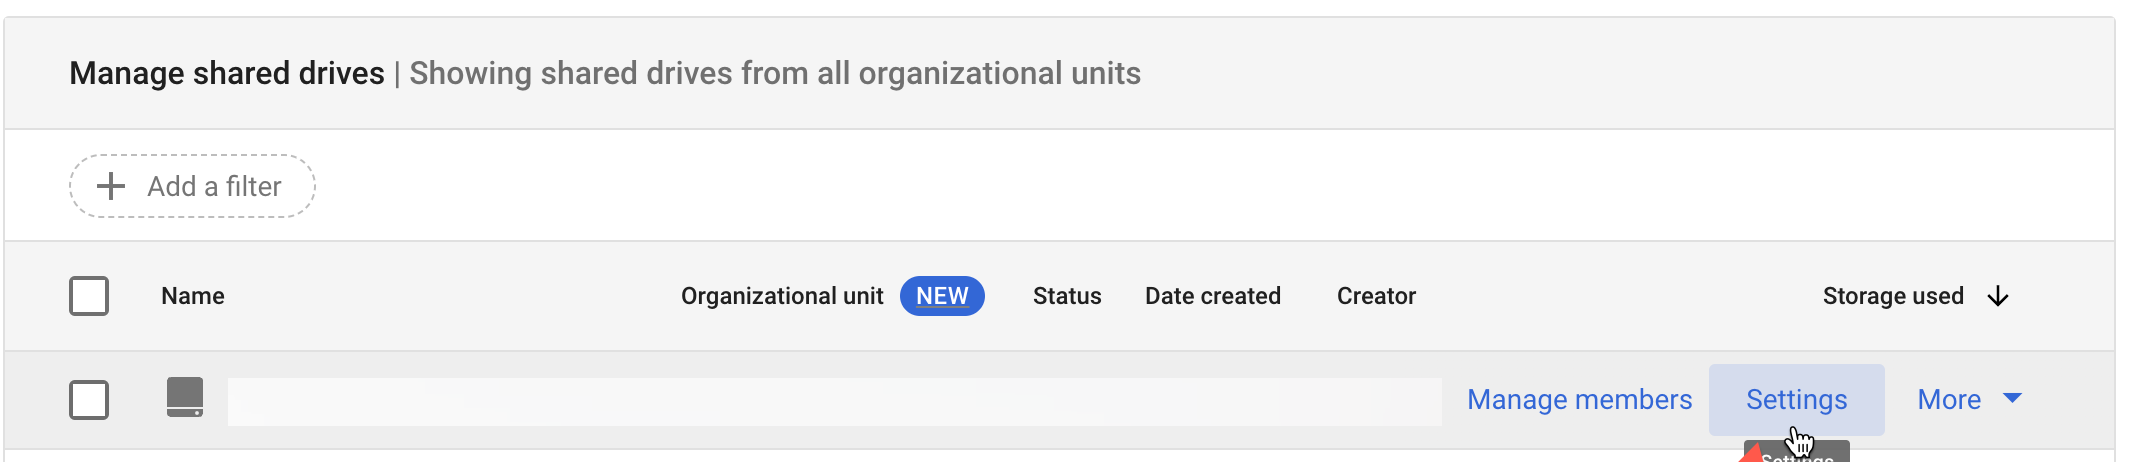 Manage shared drives | Showing shared drives from all organizational units
Add a filter
Name Organizational unit NEW Status Date created Creator Storage used
Manage members Settings More
Settings